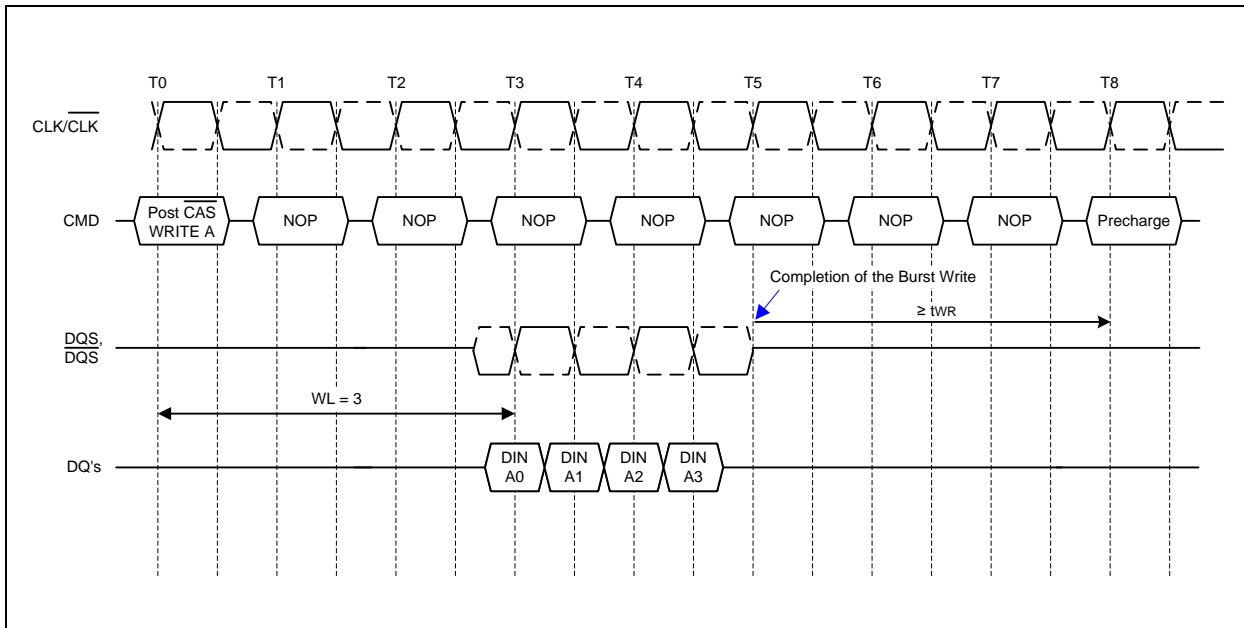 T0 T1 T2 T3 T4 T5 T6 T7 T8
CLK/CLK
CMD
Post CAS
WRITE A
NOP NOP NOP NOP NOP NOP NOP Precharge
Completion of the Burst Write
≥ tWR
DQS,
DQS
WL = 3
DQ's
DIN A0
DIN A1
DIN A2
DIN A3